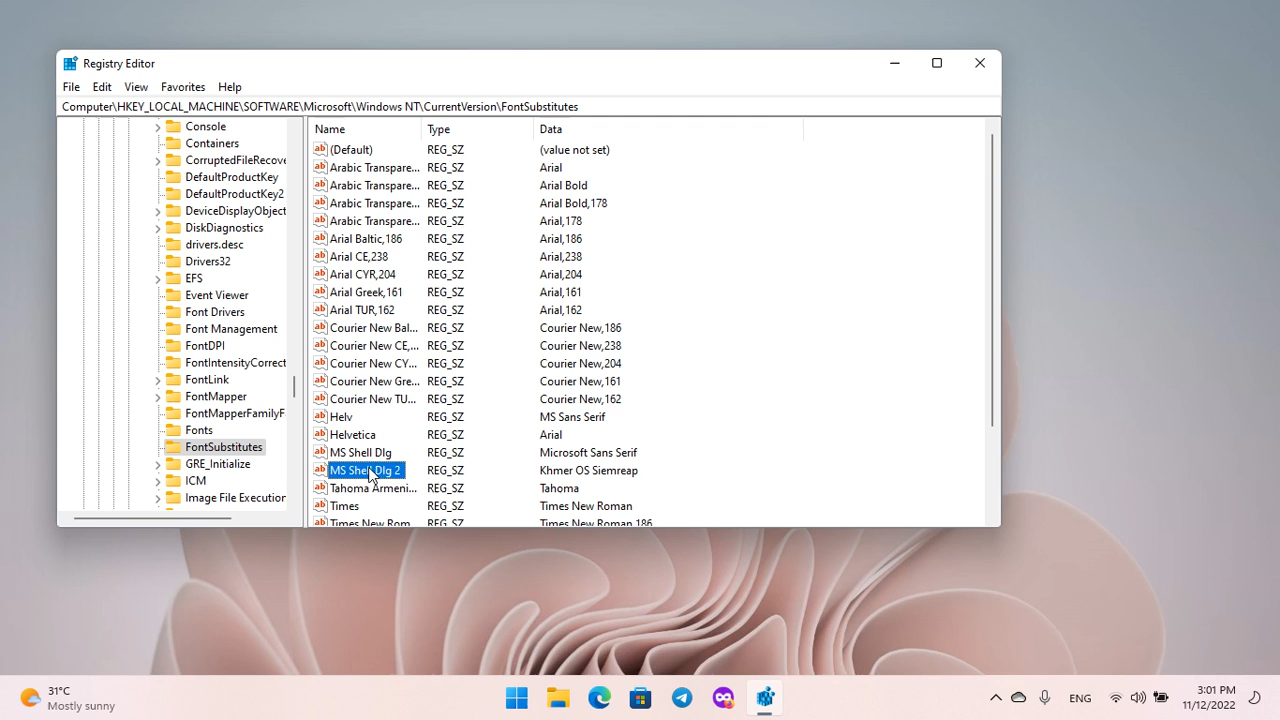 Registry Editor
File Edit View Favorites Help
Computer\HKEY_LOCAL_MACHINE\SOFTWARE\Microsoft\Windows NT\CurrentVersion\FontSubstitutes
Console
Containers
CorruptedFileRecove
DefaultProductKey
DefaultProductKey2
DeviceDisplayObject
DiskDiagnostics
drivers.desc
Drivers32
EFS
Event Viewer
Font Drivers
Font Management
FontDPI
FontIntensityCorrect
FontLink
FontMapper
FontMapperFamilyF
Fonts
FontSubstitutes
GRE_Initialize
ICM
Image File Execution
Name Type Data
(Default) REG_SZ (value not set)
Arabic Transpare... REG_SZ Arial
Arabic Transpare... REG_SZ Arial Bold
Arabic Transpare... REG_SZ Arial Bold,178
Arabic Transpare... REG_SZ Arial,178
Arial Baltic,186 REG_SZ Arial,186
Arial CE,238 REG_SZ Arial,238
Arial CYR,204 REG_SZ Arial,204
Arial Greek,161 REG_SZ Arial,161
Arial TUR,162 REG_SZ Arial,162
Courier New Bal... REG_SZ Courier New,186
Courier New CE,... REG_SZ Courier New,238
Courier New CY... REG_SZ Courier New,204
Courier New Gre... REG_SZ Courier New,161
Courier New TU... REG_SZ Courier New,162
Helv REG_SZ MS Sans Serif
Helvetica REG_SZ Arial
MS Shell Dlg REG_SZ Microsoft Sans Serif
MS Shell Dlg 2 REG_SZ Khmer OS Siemreap
Tahoma Armeni... REG_SZ Tahoma
Times REG_SZ Times New Roman
Times New Rom... REG_SZ Times New Roman,186
31°C
Mostly sunny
ENG
3:01 PM
11/12/2022